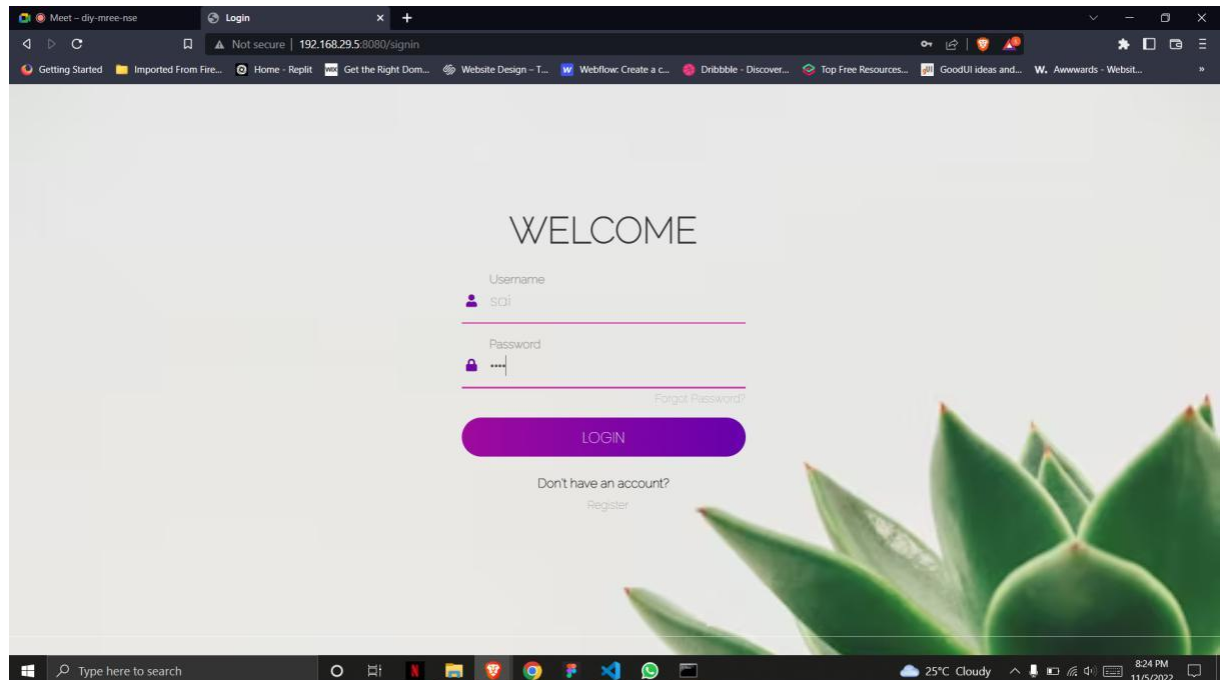 Meet – diy-mree-nse
Login
Not secure | 192.168.29.5:8080/signin
Getting Started
Imported From Fire...
Home - Replit
Get the Right Dom...
Website Design – T...
Webflow: Create a c...
Dribbble - Discover...
Top Free Resources...
GoodUI ideas and...
Awwwards - Websit...
WELCOME
Username
sai
Password
Forgot Password?
LOGIN
Don't have an account?
Register
Type here to search
25°C Cloudy
8:24 PM
11/5/2022